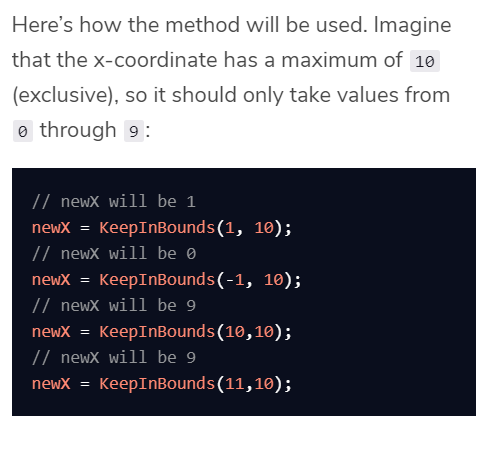 Here’s how the method will be used. Imagine
that the x-coordinate has a maximum of 10
(exclusive), so it should only take values from
0 through 9:
// newX will be 1
newX = KeepInBounds(1, 10);
// newX will be 0
newX = KeepInBounds(-1, 10);
// newX will be 9
newX = KeepInBounds(10,10);
// newX will be 9
newX = KeepInBounds(11,10);